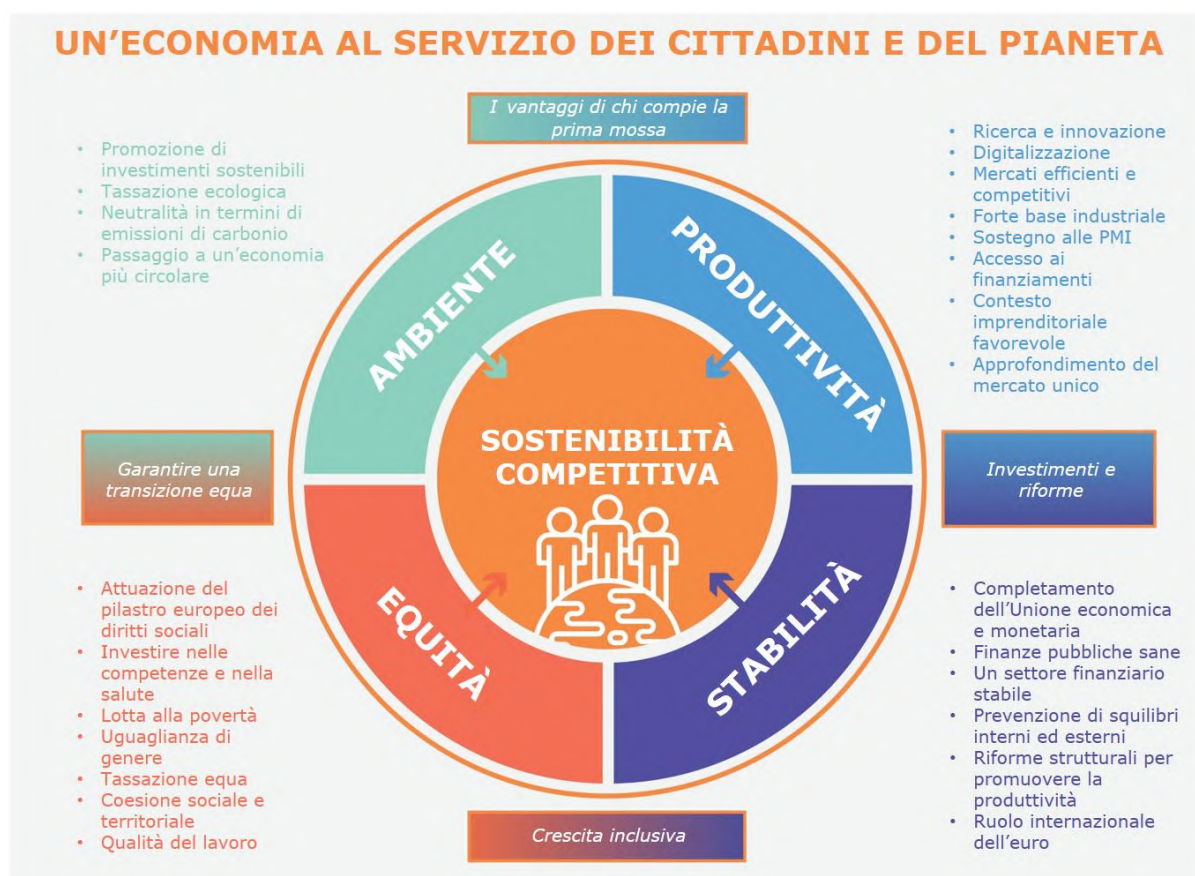 UN'ECONOMIA AL SERVIZIO DEI CITTADINI E DEL PIANETA
I vantaggi di chi compie la
prima mossa
• Promozione di
investimenti sostenibili
• Tassazione ecologica
• Neutralità in termini di
emissioni di carbonio
• Passaggio a un'economia
più circolare
• Ricerca e innovazione
• Digitalizzazione
• Mercati efficienti e
competitivi
• Forte base industriale
• Sostegno alle PMI
• Accesso ai
finanziamenti
• Contesto
imprenditoriale
favorevole
• Approfondimento del
mercato unico
AMBIENTE
PRODUTTIVITÀ
SOSTENIBILITÀ
COMPETITIVA
Garantire una
transizione equa
Investimenti e
riforme
EQUITÀ
STABILITÀ
• Attuazione del
pilastro europeo dei
diritti sociali
• Investire nelle
competenze e nella
salute
• Lotta alla povertà
• Uguaglianza di
genere
• Tassazione equa
• Coesione sociale e
territoriale
• Qualità del lavoro
• Completamento
dell'Unione economica
e monetaria
• Finanze pubbliche sane
• Un settore finanziario
stabile
• Prevenzione di squilibri
interni ed esterni
• Riforme strutturali per
promuovere la
produttività
• Ruolo internazionale
dell'euro
Crescita inclusiva